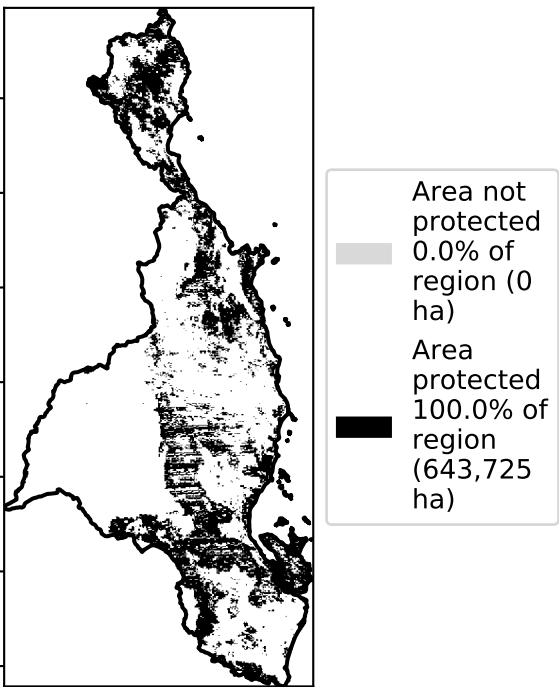 Area not
protected
0.0% of
region (0
ha)
Area
protected
100.0% of
region
(643,725
ha)